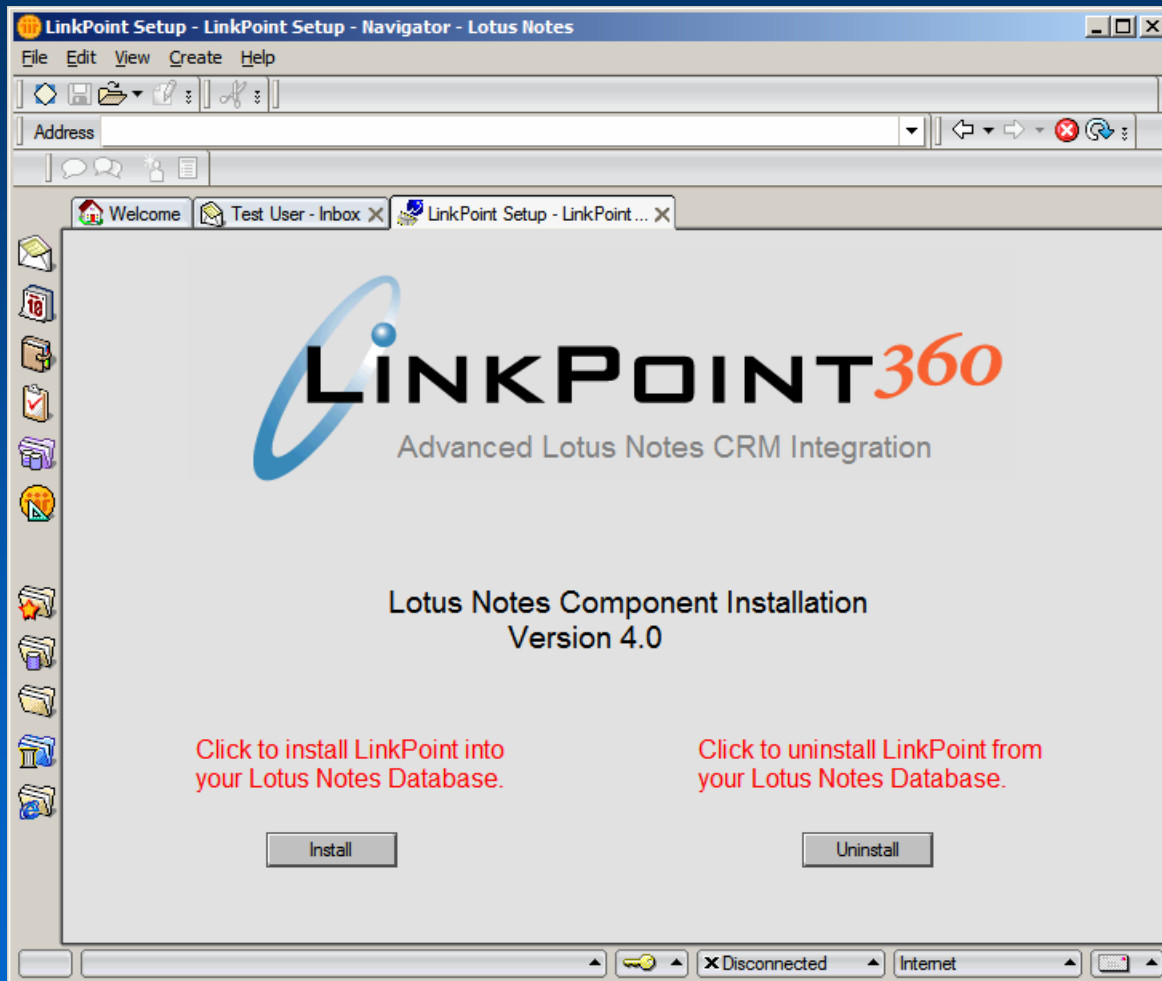 LinkPoint Setup - LinkPoint Setup - Navigator - Lotus Notes
File Edit View Create Help
Address
Welcome Test User - Inbox LinkPoint Setup - LinkPoint ...
LINKPOINT360
Advanced Lotus Notes CRM Integration
Lotus Notes Component Installation
Version 4.0
Click to install LinkPoint into
your Lotus Notes Database.
Click to uninstall LinkPoint from
your Lotus Notes Database.
Install Uninstall
Disconnected Internet